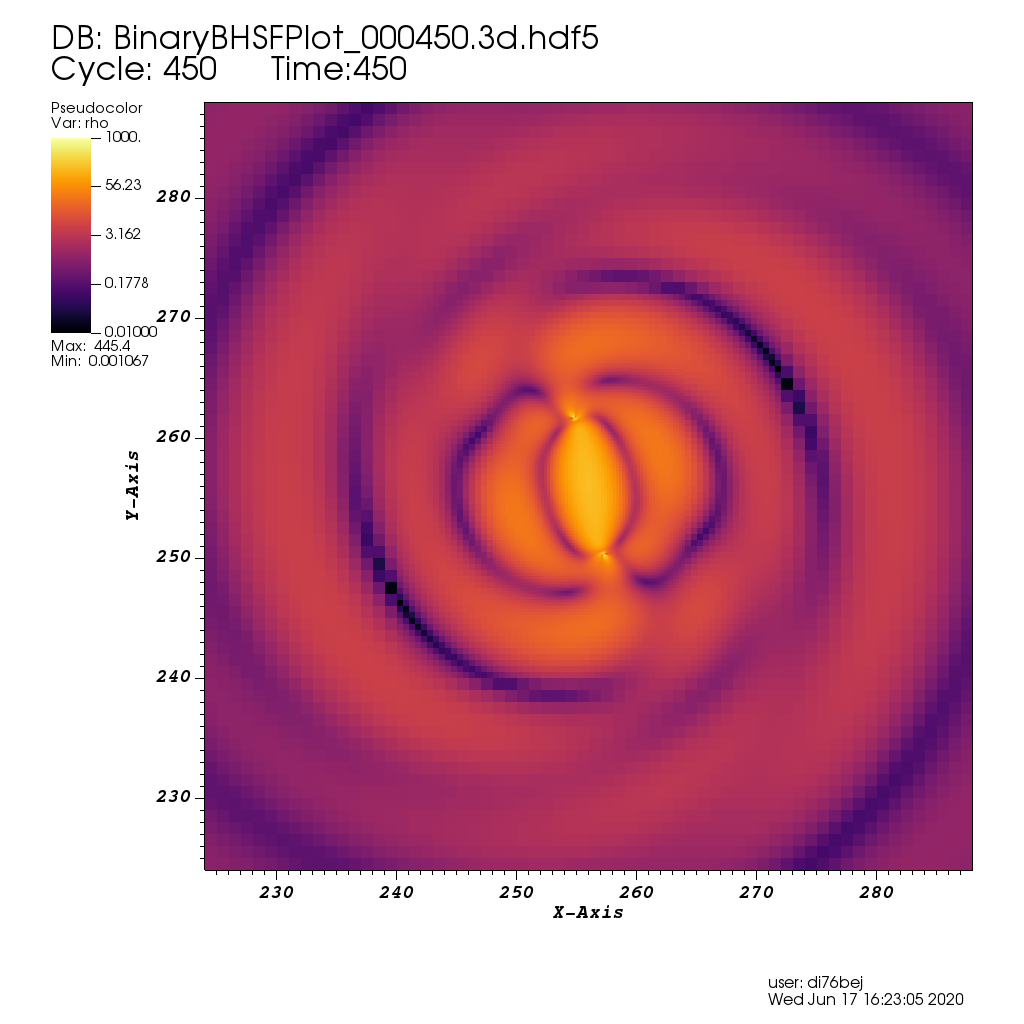 DB: BinaryBHSFPlot_000450.3d.hdf5
Cycle: 450 Time:450
Pseudocolor
Var: rho
1000.
56.23
3.162
0.1778
0.01000
Max: 445.4
Min: 0.001067
280
270
260
250
240
230
Y-Axis
230 240 250 260 270 280
X-Axis
user: di76bej
Wed Jun 17 16:23:05 2020